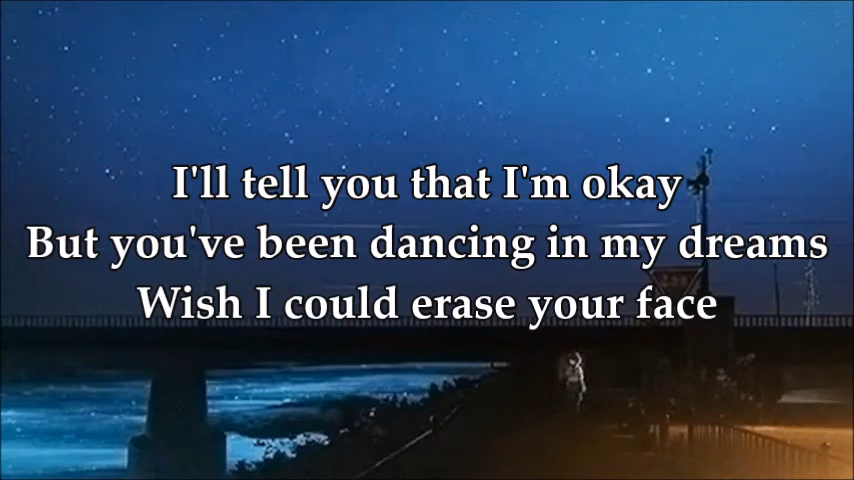 I'll tell you that I'm okay
But you've been dancing in my dreams
Wish I could erase your face